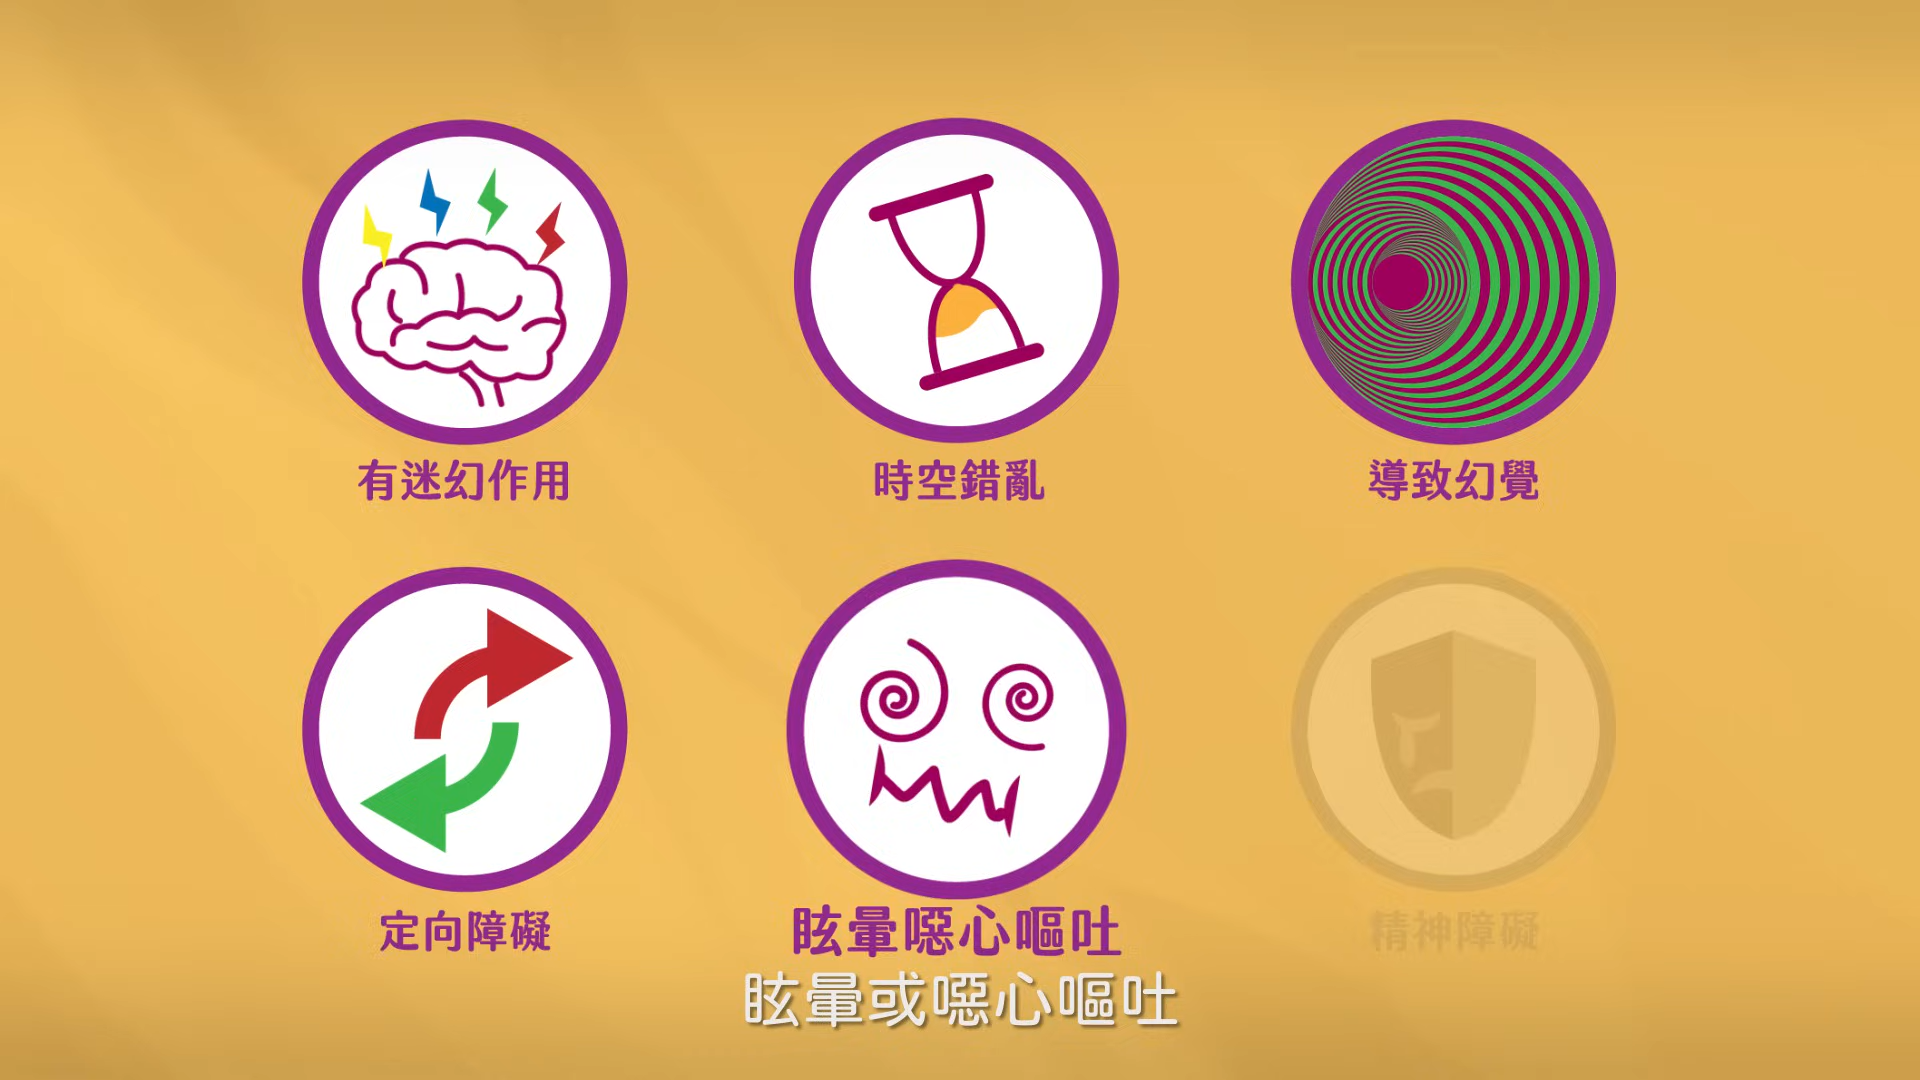 有迷幻作用
時空錯亂
導致幻覺
定向障礙
眩暈噁心嘔吐
精神障礙
眩暈或噁心嘔吐